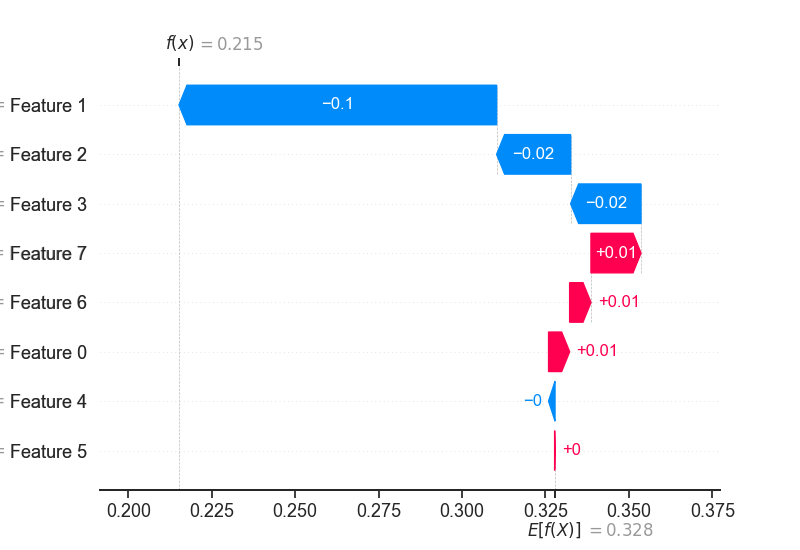 f(x) = 0.215
= Feature 1
−0.1
= Feature 2
−0.02
= Feature 3
−0.02
= Feature 7
+0.01
= Feature 6
+0.01
= Feature 0
+0.01
= Feature 4
−0
= Feature 5
+0
0.200 0.225 0.250 0.275 0.300 0.325 0.350 0.375
E[f(X)] = 0.328